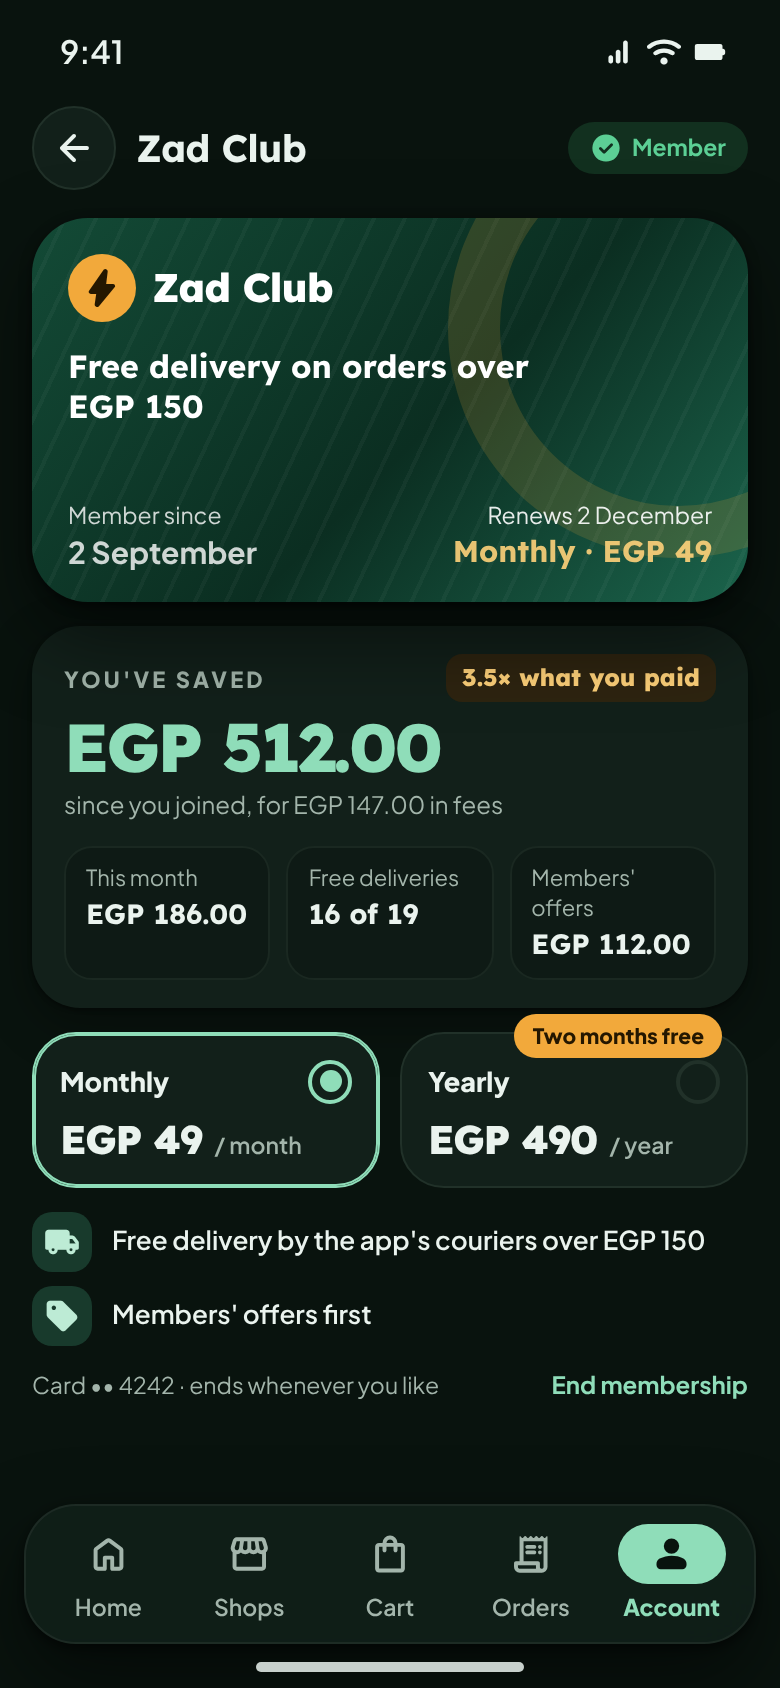 9:41
Zad Club
Member
Zad Club
Free delivery on orders over
EGP 150
Member since
2 September
Renews 2 December
Monthly · EGP 49
YOU'VE SAVED
3.5× what you paid
EGP 512.00
since you joined, for EGP 147.00 in fees
This month
EGP 186.00
Free deliveries
16 of 19
Members'
offers
EGP 112.00
Two months free
Monthly
EGP 49 / month
Yearly
EGP 490 / year
Free delivery by the app's couriers over EGP 150
Members' offers first
Card •• 4242 · ends whenever you like
End membership
Home
Shops
Cart
Orders
Account